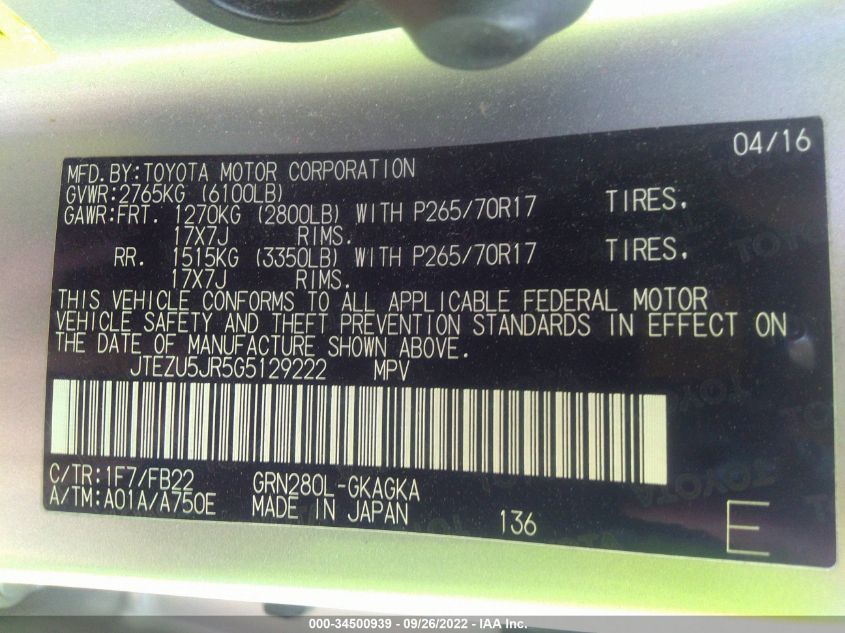 04/16
MFD.BY:TOYOTA MOTOR CORPORATION
GVWR:2765KG (6100LB)
GAWR:FRT. 1270KG (2800LB) WITH P265/70R17 TIRES.
17X7J RIMS.
RR. 1515KG (3350LB) WITH P265/70R17 TIRES.
17X7J RIMS.
THIS VEHICLE CONFORMS TO ALL APPLICABLE FEDERAL MOTOR
VEHICLE SAFETY AND THEFT PREVENTION STANDARDS IN EFFECT ON
THE DATE OF MANUFACTURE SHOWN ABOVE.
JTEZU5JR5G5129222 MPV
C/TR:1F7/FB22 GRN280L-GKAGKA
A/TM:A01A/A750E MADE IN JAPAN 136 E
000-34500939 - 09/26/2022 - IAA Inc.